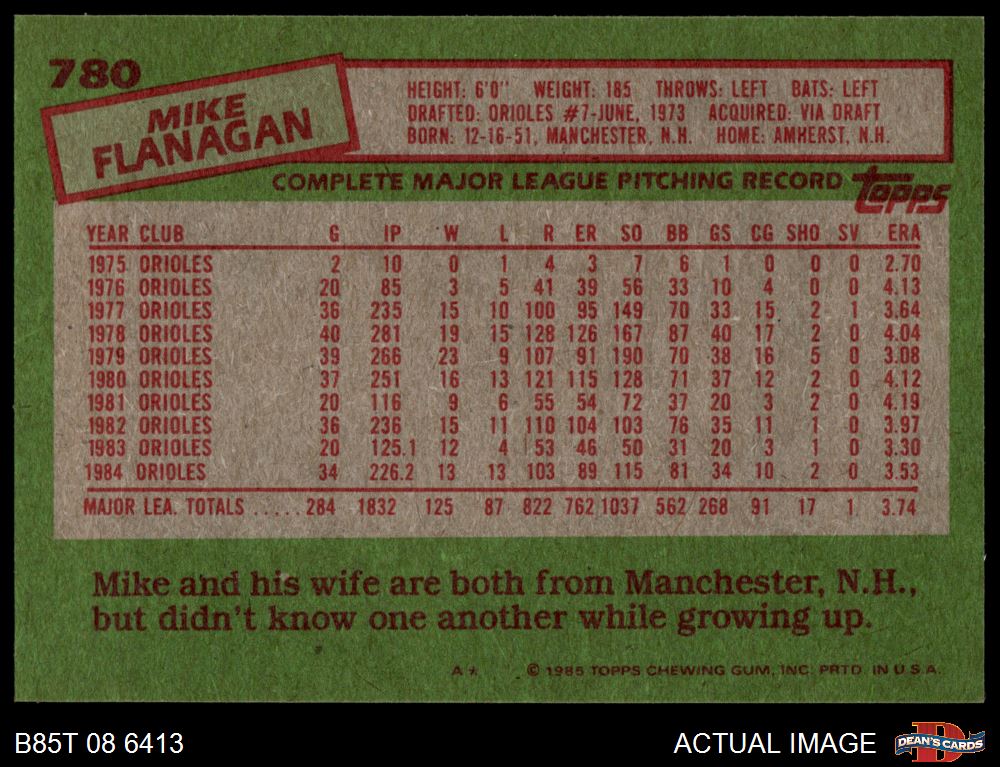 780
MIKE
FLANAGAN
HEIGHT: 6'0" WEIGHT: 185 THROWS: LEFT BATS: LEFT
DRAFTED: ORIOLES #7-JUNE, 1973 ACQUIRED: VIA DRAFT
BORN: 12-16-51, MANCHESTER, N.H. HOME: AMHERST, N.H.
COMPLETE MAJOR LEAGUE PITCHING RECORD topps
YEAR CLUB G IP W L R ER SO BB GS CG SHO SV ERA
1975 ORIOLES 2 10 0 1 4 3 7 6 1 0 0 0 2.70
1976 ORIOLES 20 85 3 5 41 39 56 33 10 4 0 0 4.13
1977 ORIOLES 36 235 15 10 100 95 149 70 33 15 2 1 3.64
1978 ORIOLES 40 281 19 15 128 126 167 87 40 17 2 0 4.04
1979 ORIOLES 39 266 23 9 107 91 190 70 38 16 5 0 3.08
1980 ORIOLES 37 251 16 13 121 115 128 71 37 12 2 0 4.12
1981 ORIOLES 20 116 9 6 55 54 72 37 20 3 2 0 4.19
1982 ORIOLES 36 236 15 11 110 104 103 76 35 11 1 0 3.97
1983 ORIOLES 20 125.1 12 4 53 46 50 31 20 3 1 0 3.30
1984 ORIOLES 34 226.2 13 13 103 89 115 81 34 10 2 0 3.53
MAJOR LEA. TOTALS ..... 284 1832 125 87 822 762 1037 562 268 91 17 1 3.74
Mike and his wife are both from Manchester, N.H.,
but didn't know one another while growing up.
A* © 1985 TOPPS CHEWING GUM, INC. PRTD. IN U.S.A.
B85T 08 6413 ACTUAL IMAGE D DEAN'S CARDS